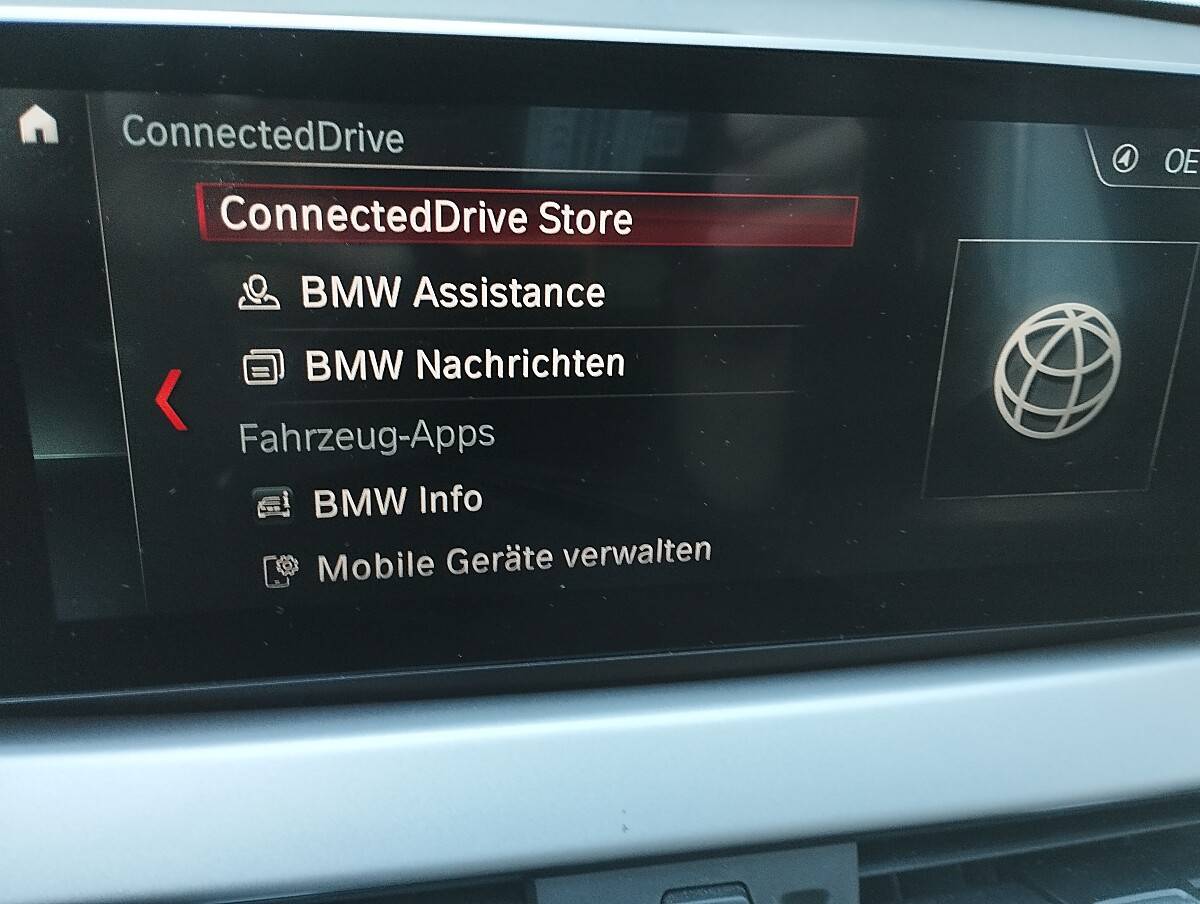 ConnectedDrive
ConnectedDrive Store
BMW Assistance
BMW Nachrichten
Fahrzeug-Apps
BMW Info
Mobile Geräte verwalten